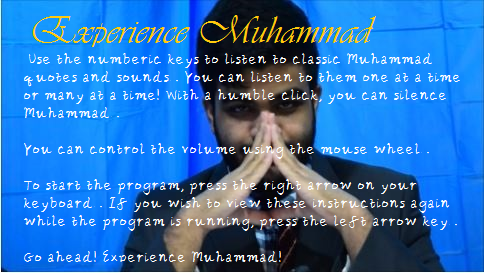 Experience Muhammad
Use the numberic keys to listen to classic Muhammad
quotes and sounds . You can listen to them one at a time
or many at a time! With a humble click, you can silence
Muhammad .
You can control the volume using the mouse wheel .
To start the program, press the right arrow on your
keyboard . If you wish to view these instructions again
while the program is running, press the left arrow key .
Go ahead! Experience Muhammad!